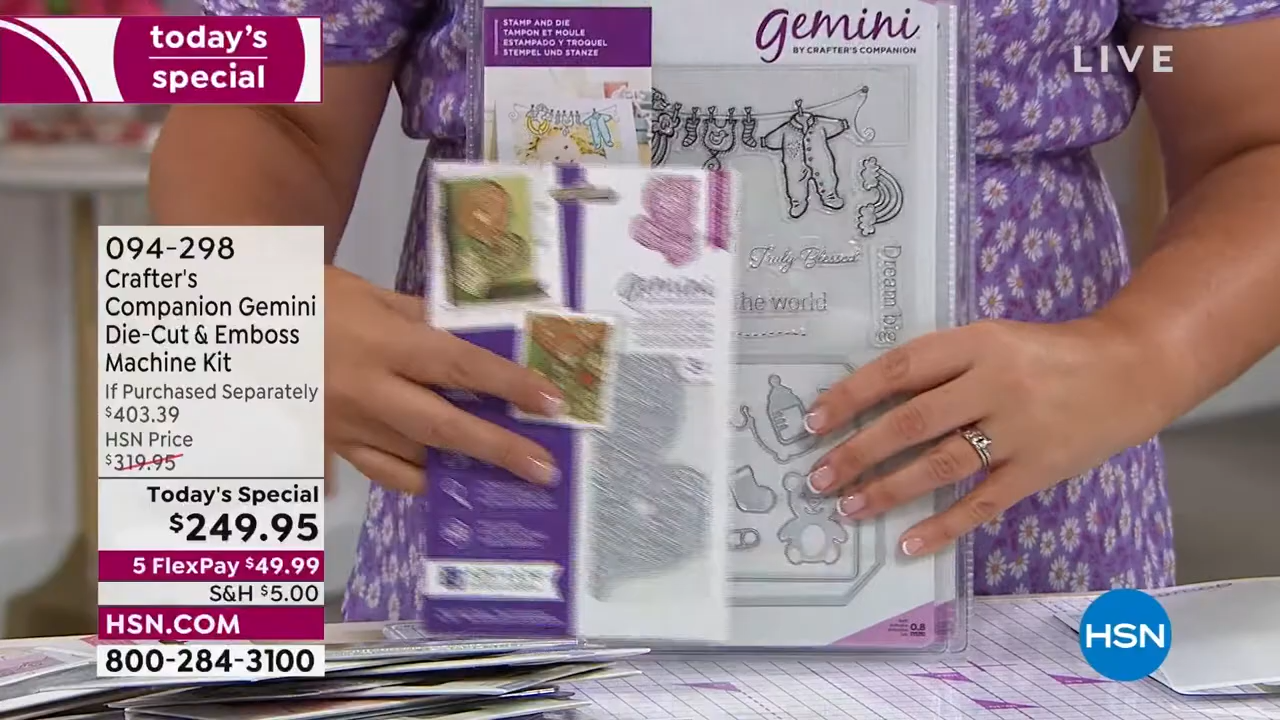 today's
special
LIVE
094-298
Crafter's
Companion Gemini
Die-Cut & Emboss
Machine Kit
If Purchased Separately
$403.39
HSN Price
$319.95
Today's Special
$249.95
5 FlexPay $49.99
S&H $5.00
HSN.COM
800-284-3100
STAMP AND DIE
TAMPON ET MOULE
ESTAMPADO Y TROQUEL
STEMPEL UND STANZE
gemini
BY CRAFTER'S COMPANION
Truly Blessed
Dream big
the world
Gemini
0.8
HSN